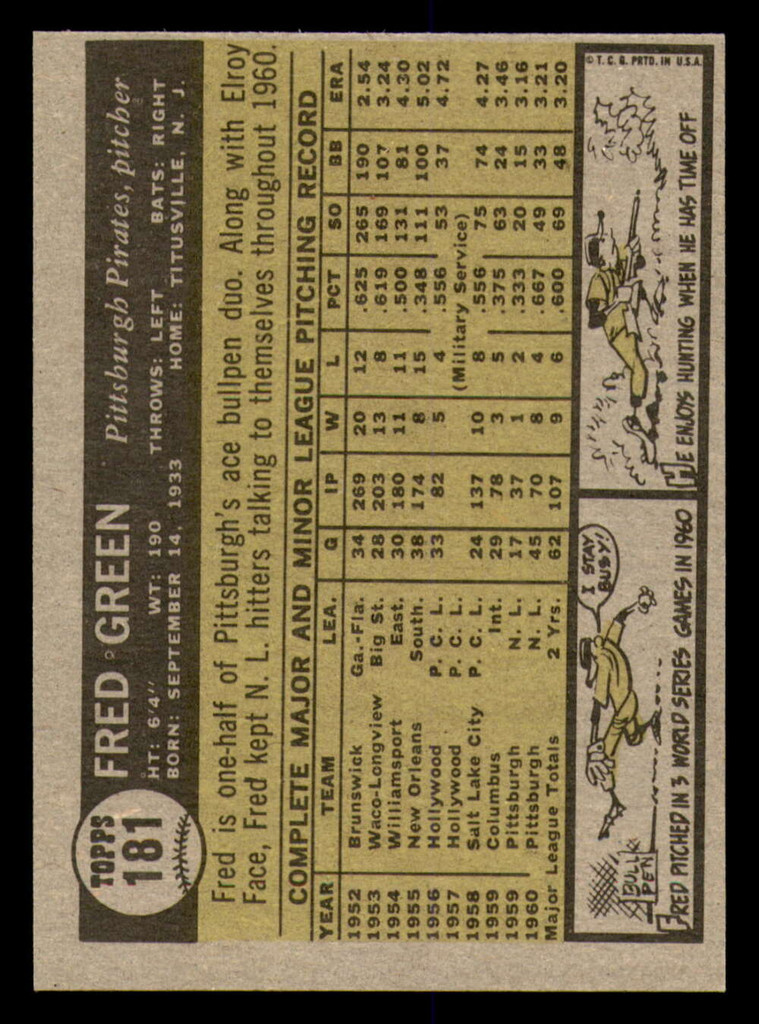 TOPPS
181
FRED GREEN Pittsburgh Pirates, pitcher
HT: 6'4" WT: 190 THROWS: LEFT BATS: RIGHT
BORN: SEPTEMBER 14, 1933 HOME: TITUSVILLE, N. J.
Fred is one-half of Pittsburgh's ace bullpen duo. Along with Elroy
Face, Fred kept N. L. hitters talking to themselves throughout 1960.
COMPLETE MAJOR AND MINOR LEAGUE PITCHING RECORD
YEAR TEAM LEA. G IP W L PCT SO BB ERA
1952 Brunswick Ga.-Fla. 34 269 20 12 .625 265 190 2.54
1953 Waco-Longview Big St. 28 203 13 8 .619 169 107 3.24
1954 Williamsport East. 30 180 11 11 .500 131 81 4.30
1955 New Orleans South. 38 174 8 15 .348 111 100 5.02
1956 Hollywood P. C. L. 33 82 5 4 .556 53 37 4.72
1957 Hollywood P. C. L. (Military Service)
1958 Salt Lake City P. C. L. 24 137 10 8 .556 75 74 4.27
1959 Columbus Int. 29 78 3 5 .375 63 24 3.46
1959 Pittsburgh N. L. 17 37 1 2 .333 20 15 3.16
1960 Pittsburgh N. L. 45 70 8 4 .667 49 33 3.21
Major League Totals 2 Yrs. 62 107 9 6 .600 69 48 3.20
BULL
PEN
I STAY
BUSY!
FRED PITCHED IN 3 WORLD SERIES GAMES IN 1960
© T. C. G. PRTD. IN U.S.A.
HE ENJOYS HUNTING WHEN HE HAS TIME OFF